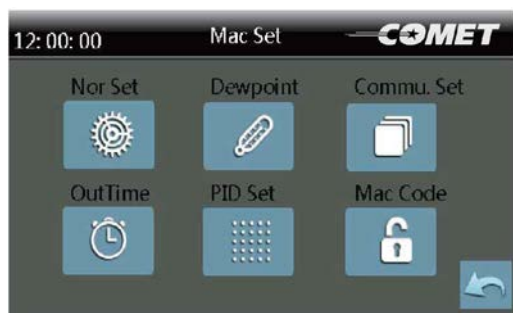 12: 00: 00 Mac Set COMET
Nor Set Dewpoint Commu. Set
OutTime PID Set Mac Code